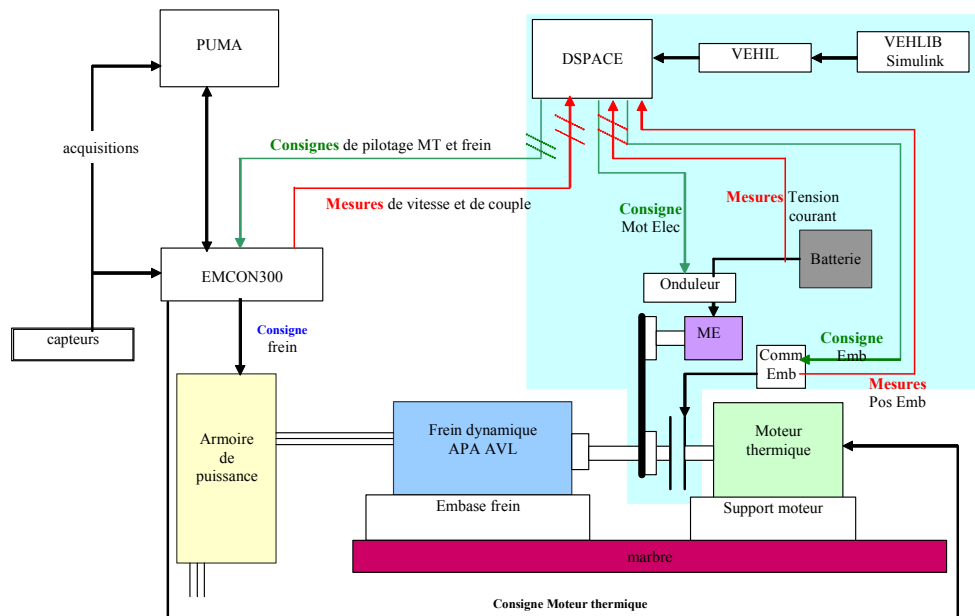 PUMA
DSPACE
VEHIL
VEHLIB
Simulink
acquisitions
Consignes de pilotage MT et frein
Mesures de vitesse et de couple
Consigne
Mot Elec
Mesures Tension
courant
Batterie
EMCON300
Onduleur
capteurs
Consigne
frein
ME
Comm
Emb
Consigne
Emb
Mesures
Pos Emb
Armoire
de
puissance
Frein dynamique
APA AVL
Moteur
thermique
Embase frein
Support moteur
marbre
Consigne Moteur thermique